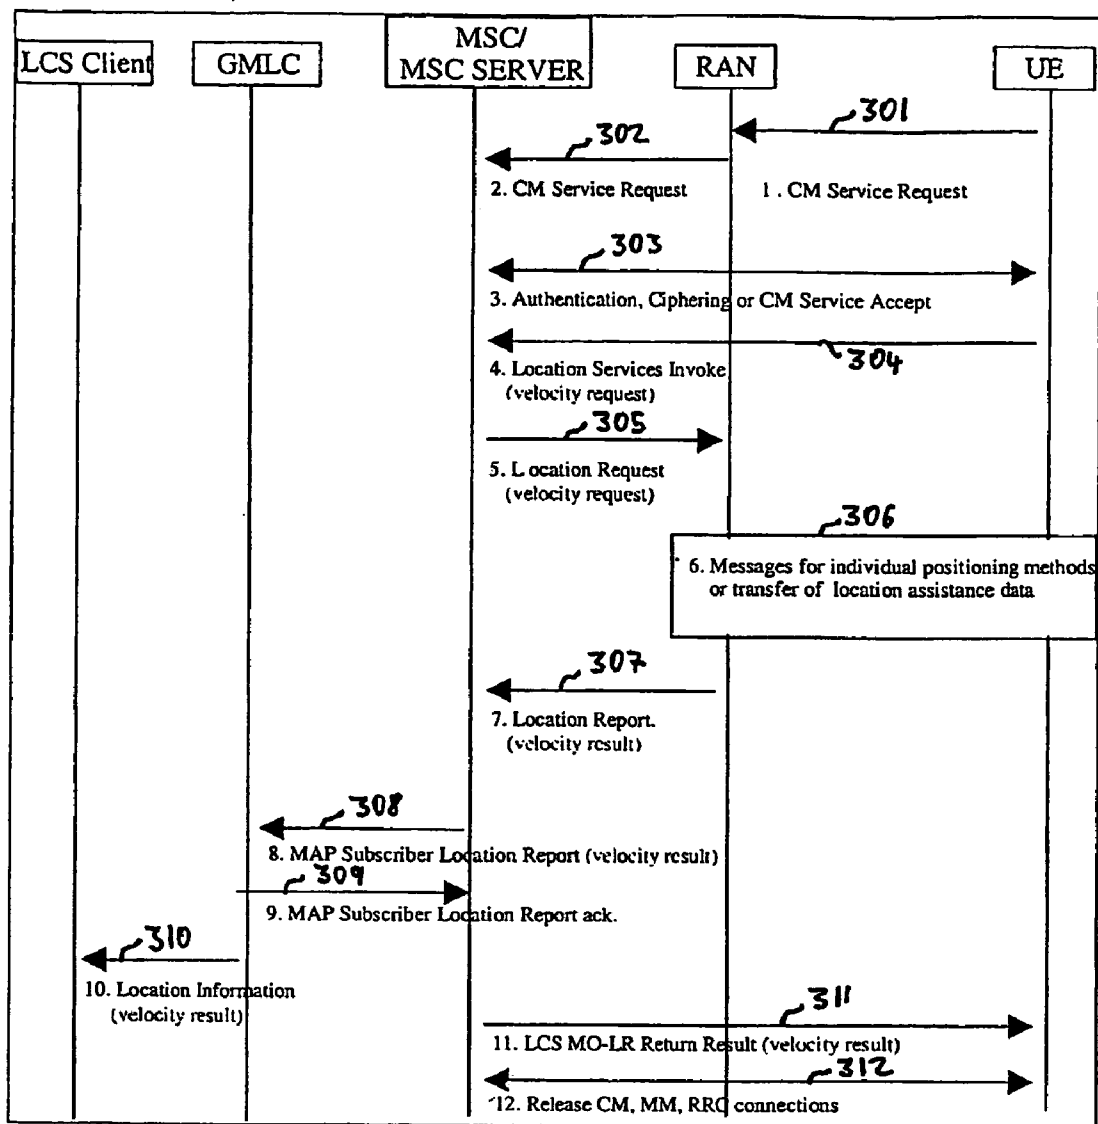 LCS Client
GMLC
MSC/
MSC SERVER
RAN
UE
301
302
2. CM Service Request
1 . CM Service Request
303
3. Authentication, Ciphering or CM Service Accept
304
4. Location Services Invoke
(velocity request)
305
5. Location Request
(velocity request)
306
6. Messages for individual positioning methods
or transfer of location assistance data
307
7. Location Report.
(velocity result)
308
8. MAP Subscriber Location Report (velocity result)
309
9. MAP Subscriber Location Report ack.
310
10. Location Information
(velocity result)
311
11. LCS MO-LR Return Result (velocity result)
312
12. Release CM, MM, RRC connections